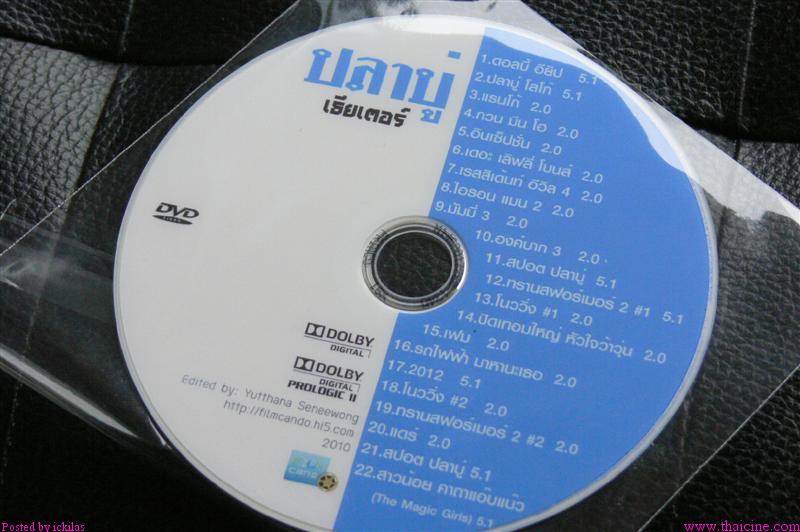 ปลาบู่
เธียเตอร์
DVD
VIDEO
DOLBY
DIGITAL
DOLBY
DIGITAL
PROLOGIC II
Edited by: Yutthana Sereewong
http://filmcando.hi5.com
2010
1.ดอลบี้ อียิป 5.1
2.ปลาบู่ โลโก้ 5.1
3.แรนโก้ 2.0
4.กวน มึน โฮ 2.0
5.อินเซ็ปชั่น 2.0
6.เดอะ เลิฟลี่ โบนส์ 2.0
7.เรสสิเด้นท์ อีวิล 4 2.0
8.ไอรอน แมน 2 2.0
9.มัมมี่ 3 2.0
10.องค์บาก 3 2.0
11.สปอต ปลาบู่ 5.1
12.ทรานสฟอร์เมอร์ 2 #1 5.1
13.โนววิ่ง #1 2.0
14.ปิดเทอมใหญ่ หัวใจว้าวุ่น 2.0
15.เฟม 2.0
16.รถไฟฟ้า มาหานะเธอ 2.0
17.2012 5.1
18.โนววิ่ง #2 2.0
19.ทรานสฟอร์เมอร์ 2 #2 2.0
20.แดร์ 2.0
21.สปอต ปลาบู่ 5.1
22.สาวน้อย คาถาแอ๊บแบ๊ว
(The Magic Girls) 5.1
Posted by ickilas
www.thaicine.com